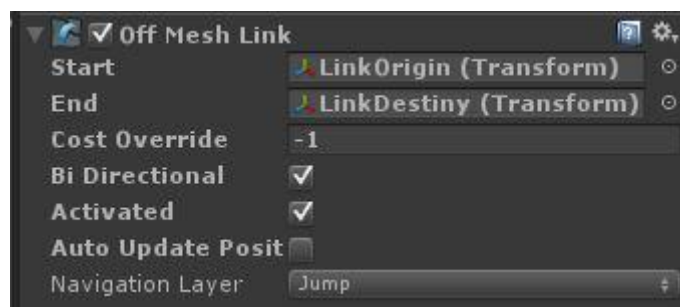 Off Mesh Link
Start LinkOrigin (Transform)
End LinkDestiny (Transform)
Cost Override -1
Bi Directional
Activated
Auto Update Posit
Navigation Layer Jump